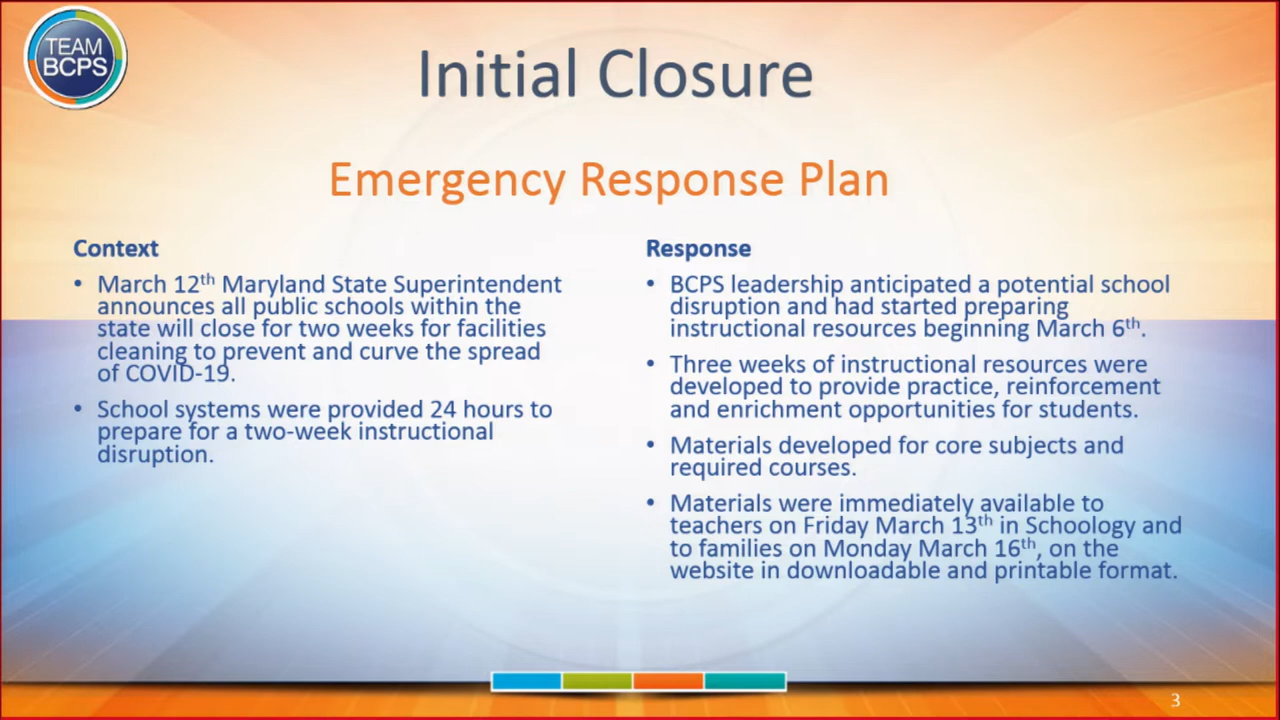 TEAM
BCPS
Initial Closure
Emergency Response Plan
Context
• March 12th Maryland State Superintendent
announces all public schools within the
state will close for two weeks for facilities
cleaning to prevent and curve the spread
of COVID-19.
• School systems were provided 24 hours to
prepare for a two-week instructional
disruption.
Response
• BCPS leadership anticipated a potential school
disruption and had started preparing
instructional resources beginning March 6th.
• Three weeks of instructional resources were
developed to provide practice, reinforcement
and enrichment opportunities for students.
• Materials developed for core subjects and
required courses.
• Materials were immediately available to
teachers on Friday March 13th in Schoology and
to families on Monday March 16th, on the
website in downloadable and printable format.
3